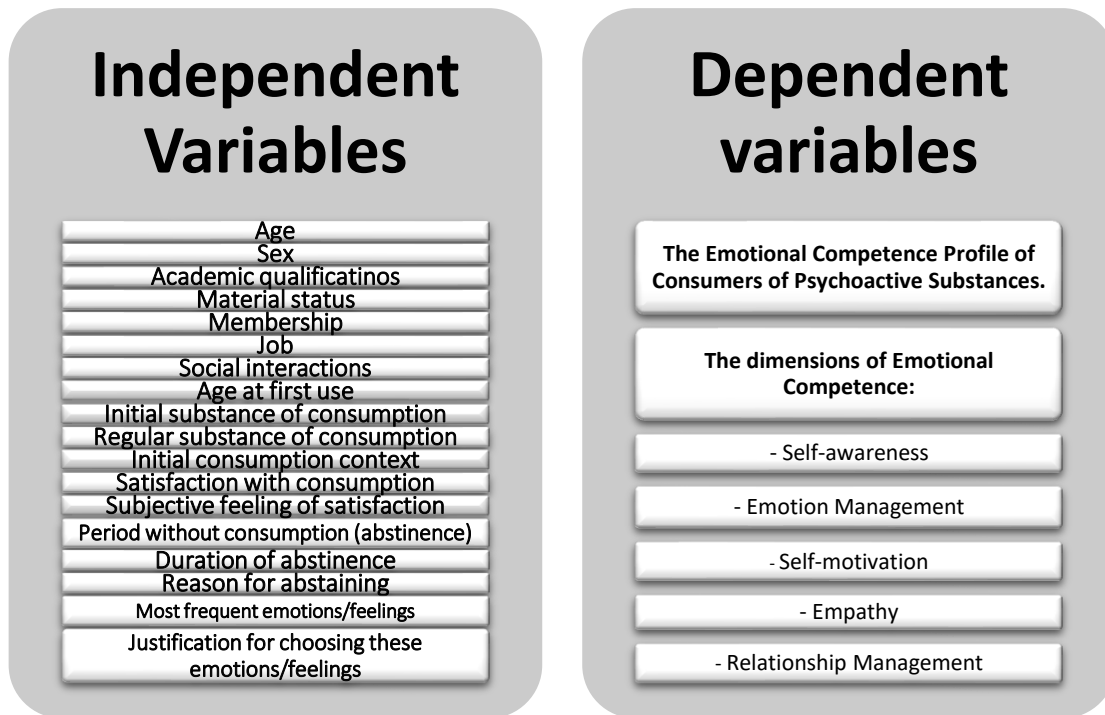 Independent
Variables
Age
Sex
Academic qualificatinos
Material status
Membership
Job
Social interactions
Age at first use
Initial substance of consumption
Regular substance of consumption
Initial consumption context
Satisfaction with consumption
Subjective feeling of satisfaction
Period without consumption (abstinence)
Duration of abstinence
Reason for abstaining
Most frequent emotions/feelings
Justification for choosing these
emotions/feelings
Dependent
variables
The Emotional Competence Profile of
Consumers of Psychoactive Substances.
The dimensions of Emotional
Competence:
- Self-awareness
- Emotion Management
- Self-motivation
- Empathy
- Relationship Management